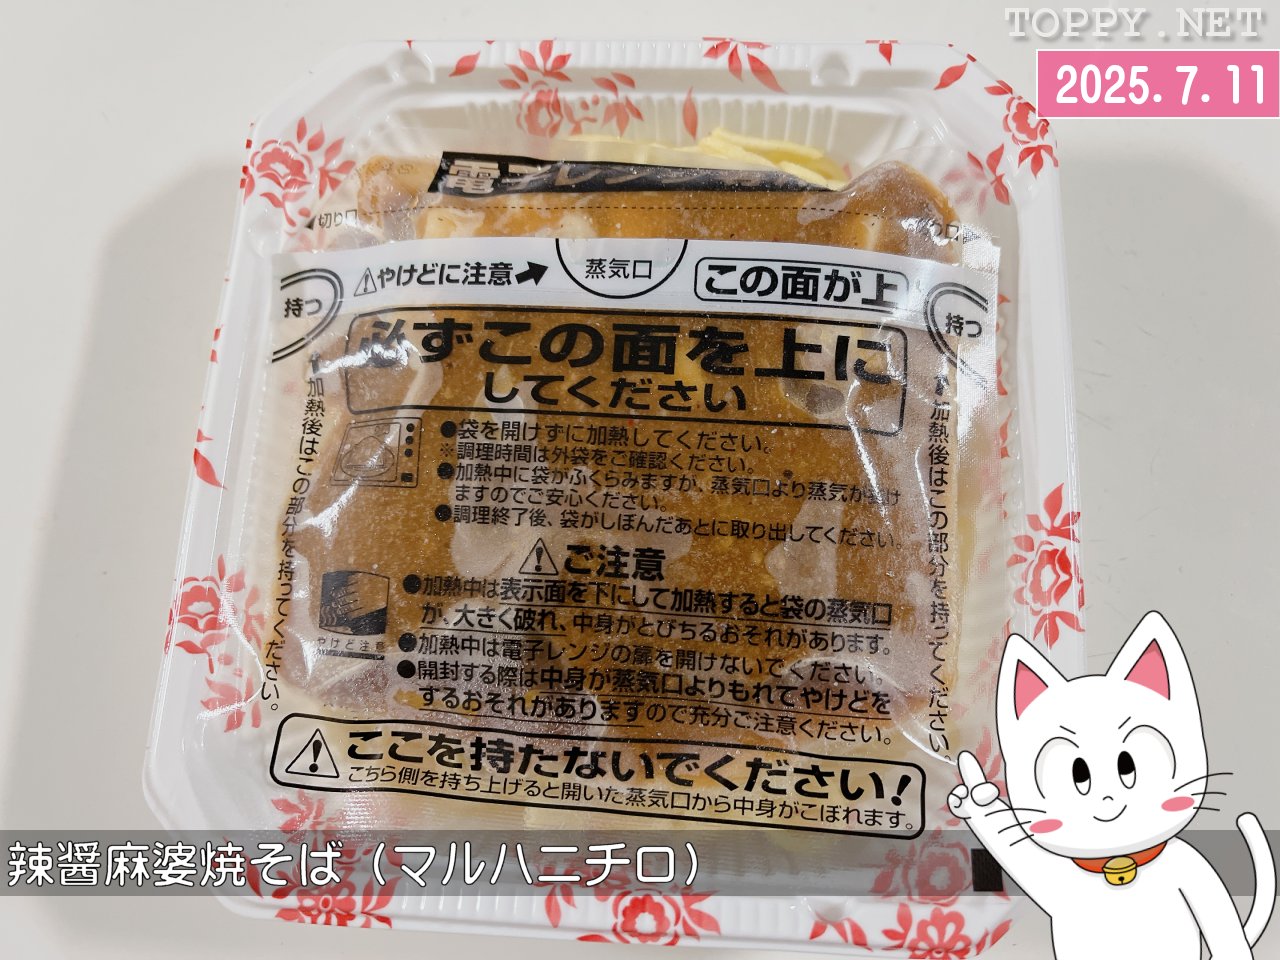 TOPPY.NET
2025.7.11
電子レンジ
切り口
⚠やけどに注意
蒸気口
この面が上
持つ
持つ
必ずこの面を上に
してください
●袋を開けずに加熱してください。
※調理時間は外袋をご確認ください。
●加熱中に袋がふくらみますが、蒸気口より蒸気が抜け
ますのでご安心ください。
●調理終了後、袋がしぼんだあとに取り出してください。
⚠ご注意
●加熱中は表示面を下にして加熱すると袋の蒸気口
が、大きく破れ、中身がとびちるおそれがあります。
●加熱中は電子レンジの扉を開けないでください。
●開封する際は中身が蒸気口よりもれてやけどを
するおそれがありますので充分ご注意ください。
やけど注意
加熱後はこの部分を持ってください。
加熱後はこの部分を持ってください。
⚠ここを持たないでください!
こちら側を持ち上げると開いた蒸気口から中身がこぼれます。
辣醤麻婆焼そば（マルハニチロ）